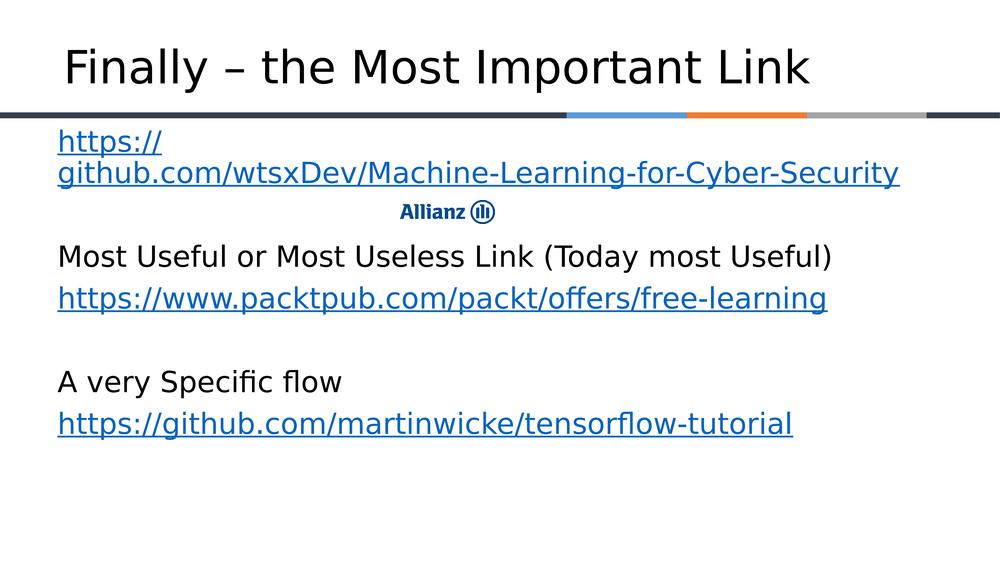 Finally – the Most Important Link
https://
github.com/wtsxDev/Machine-Learning-for-Cyber-Security
Allianz
Most Useful or Most Useless Link (Today most Useful)
https://www.packtpub.com/packt/offers/free-learning
A very Specific flow
https://github.com/martinwicke/tensorflow-tutorial